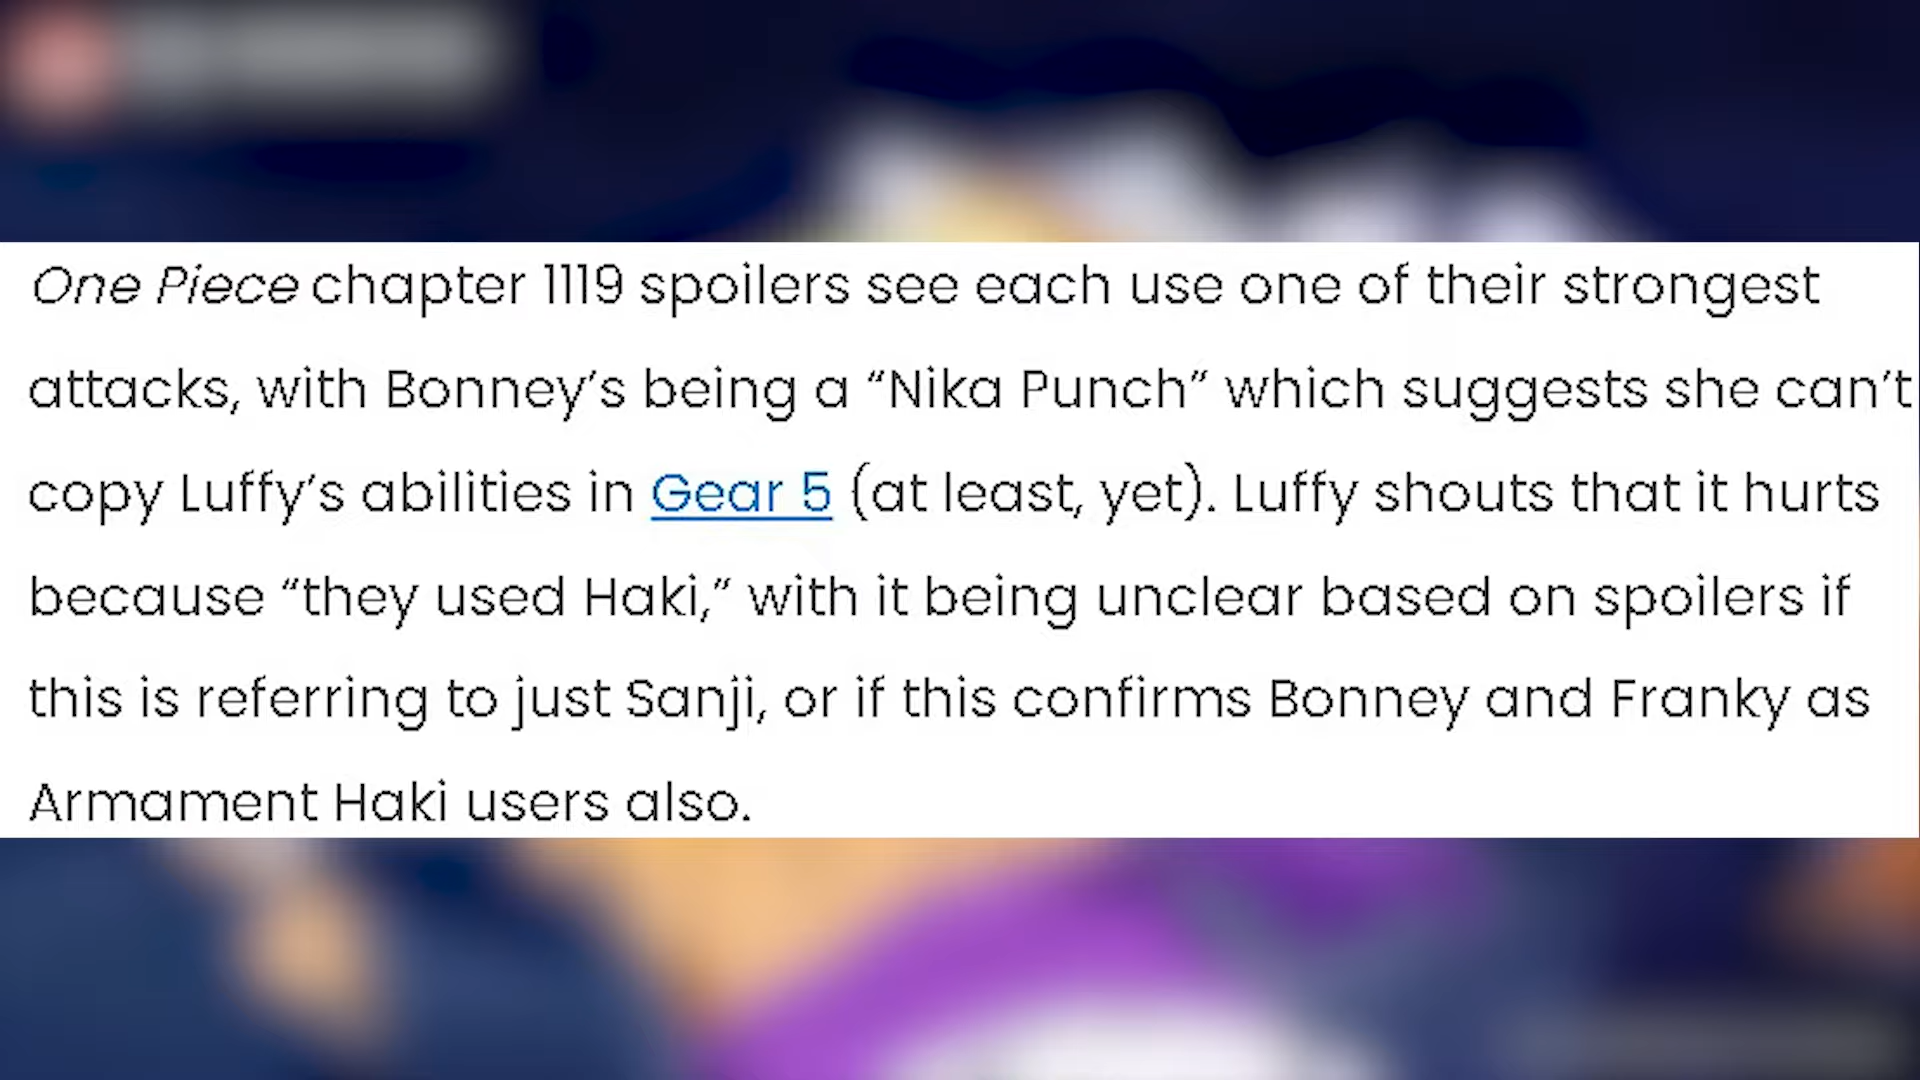 One Piece chapter 1119 spoilers see each use one of their strongest
attacks, with Bonney’s being a “Nika Punch” which suggests she can’t
copy Luffy’s abilities in Gear 5 (at least, yet). Luffy shouts that it hurts
because “they used Haki,” with it being unclear based on spoilers if
this is referring to just Sanji, or if this confirms Bonney and Franky as
Armament Haki users also.